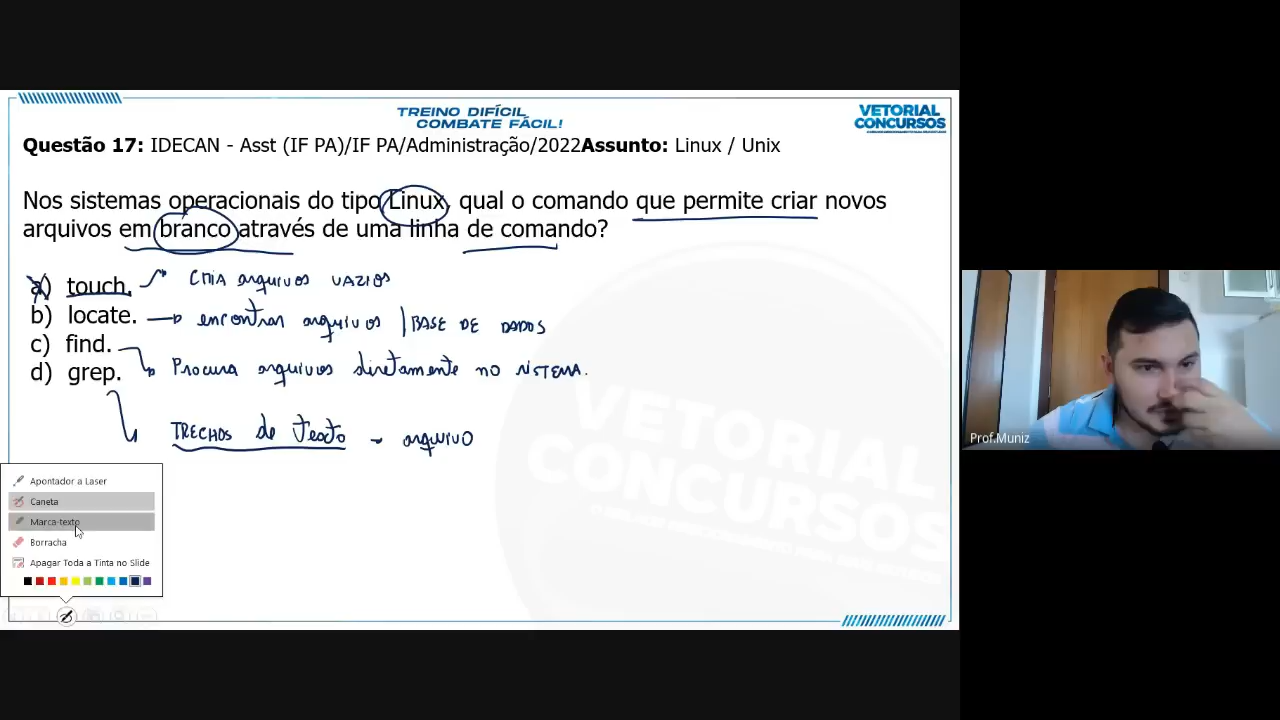 TREINO DIFÍCIL
COMBATE FÁCIL!
VETORIAL
CONCURSOS
Questão 17: IDECAN - Asst (IF PA)/IF PA/Administração/2022Assunto: Linux / Unix
Nos sistemas operacionais do tipo Linux, qual o comando que permite criar novos
arquivos em branco através de uma linha de comando?
a) touch. CRIA arquivos VAZIOS
b) locate. encontrar arquivos | BASE DE DADOS
c) find. Procura arquivos diretamente no SISTEMA.
d) grep.
TRECHOS de Texto - arquivo
VETORIAL
CONCURSOS
Apontador a Laser
Caneta
Marca-texto
Borracha
Apagar Toda a Tinta no Slide
Prof.Muniz